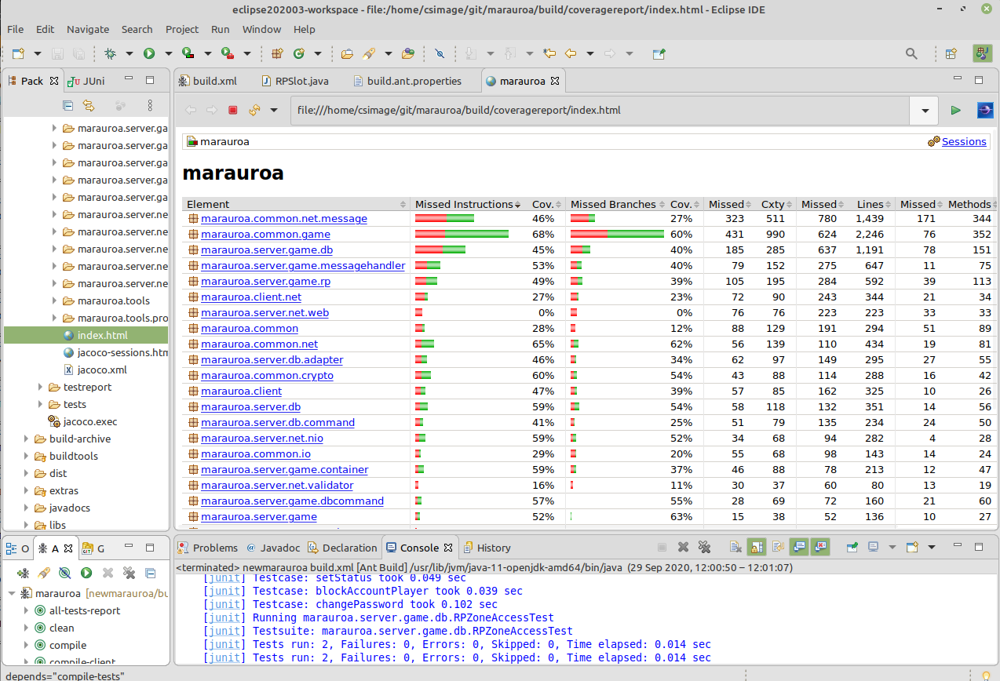 eclipse202003-workspace - file:/home/csimage/git/marauroa/build/coveragereport/index.html - Eclipse IDE
File Edit Navigate Search Project Run Window Help
Pack JUni
build.xml RPSlot.java build.ant.properties marauroa
file:///home/csimage/git/marauroa/build/coveragereport/index.html
marauroa.server.ga
marauroa.server.ga
marauroa.server.ga
marauroa.server.ga
marauroa.server.ga
marauroa.server.ne
marauroa.server.ne
marauroa.server.ne
marauroa.server.ne
marauroa.server.ne
marauroa.tools
marauroa.tools.pro
index.html
jacoco-sessions.htm
jacoco.xml
testreport
tests
jacoco.exec
build-archive
buildtools
dist
extras
javadocs
libs
marauroa Sessions
marauroa
Element Missed Instructions Cov. Missed Branches Cov. Missed Cxty Missed Lines Missed Methods
marauroa.common.net.message 46% 27% 323 511 780 1,439 171 344
marauroa.common.game 68% 60% 431 990 624 2,246 76 352
marauroa.server.game.db 45% 40% 185 285 637 1,191 78 151
marauroa.server.game.messagehandler 53% 40% 79 152 275 647 11 75
marauroa.server.game.rp 49% 39% 105 195 284 592 39 113
marauroa.client.net 27% 23% 72 90 243 344 21 34
marauroa.server.net.web 0% 0% 76 76 223 223 33 33
marauroa.common 28% 12% 88 129 191 294 51 89
marauroa.common.net 65% 62% 56 139 110 434 19 81
marauroa.server.db.adapter 46% 34% 62 97 149 295 27 55
marauroa.common.crypto 60% 54% 43 88 114 288 16 42
marauroa.client 47% 39% 57 85 162 325 10 26
marauroa.server.db 59% 54% 58 118 132 351 14 56
marauroa.server.db.command 41% 25% 51 79 135 234 24 50
marauroa.server.net.nio 59% 52% 34 68 94 282 4 28
marauroa.common.io 29% 20% 55 68 98 143 14 24
marauroa.server.game.container 59% 37% 46 88 78 213 12 47
marauroa.server.net.validator 16% 11% 30 37 60 80 13 19
marauroa.server.game.dbcommand 57% 55% 28 69 72 160 21 60
marauroa.server.game 52% 63% 15 38 52 136 10 27
O A G
marauroa [newmarauroa/bu
all-tests-report
clean
compile
compile-client
Problems Javadoc Declaration Console History
<terminated> newmarauroa build.xml [Ant Build] /usr/lib/jvm/java-11-openjdk-amd64/bin/java (29 Sep 2020, 12:00:50 – 12:01:07)
[junit] Testcase: setStatus took 0.049 sec
[junit] Testcase: blockAccountPlayer took 0.039 sec
[junit] Testcase: changePassword took 0.102 sec
[junit] Running marauroa.server.game.db.RPZoneAccessTest
[junit] Testsuite: marauroa.server.game.db.RPZoneAccessTest
[junit] Tests run: 2, Failures: 0, Errors: 0, Skipped: 0, Time elapsed: 0.014 sec
[junit] Tests run: 2, Failures: 0, Errors: 0, Skipped: 0, Time elapsed: 0.014 sec
depends="compile-tests"